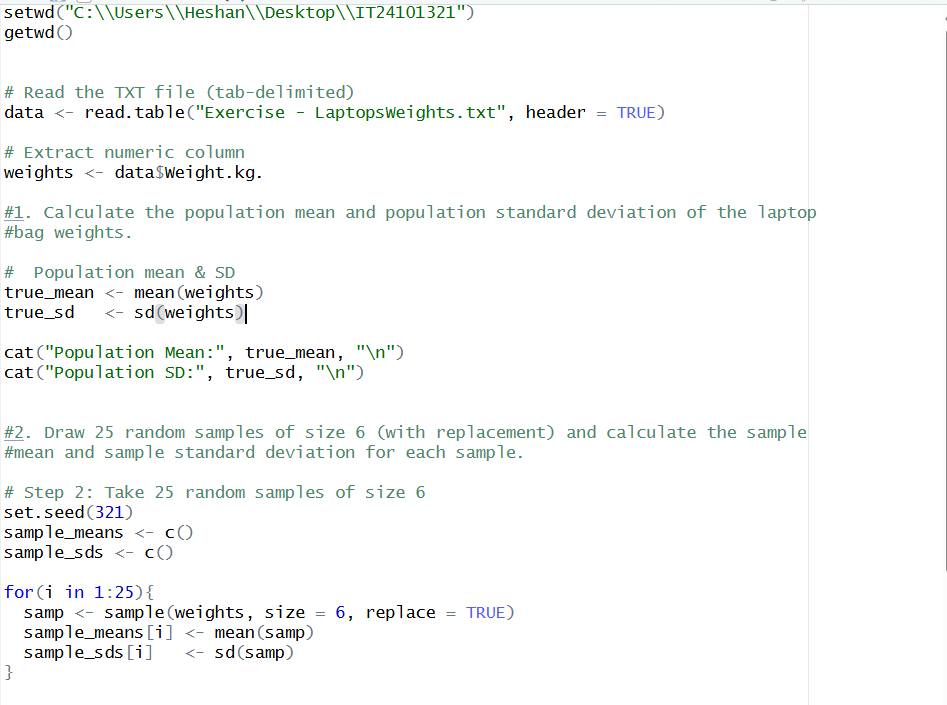 setwd("C:\\Users\\Heshan\\Desktop\\IT24101321")
getwd()
# Read the TXT file (tab-delimited)
data <- read.table("Exercise - LaptopsWeights.txt", header = TRUE)
# Extract numeric column
weights <- data$Weight.kg.
#1. Calculate the population mean and population standard deviation of the laptop
#bag weights.
#  Population mean & SD
true_mean <- mean(weights)
true_sd   <- sd(weights)
cat("Population Mean:", true_mean, "\n")
cat("Population SD:", true_sd, "\n")
#2. Draw 25 random samples of size 6 (with replacement) and calculate the sample
#mean and sample standard deviation for each sample.
# Step 2: Take 25 random samples of size 6
set.seed(321)
sample_means <- c()
sample_sds <- c()
for(i in 1:25){
  samp <- sample(weights, size = 6, replace = TRUE)
  sample_means[i] <- mean(samp)
  sample_sds[i]   <- sd(samp)
}